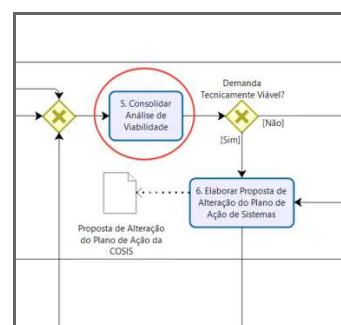 Demanda
Tecnicamente Viável?
5. Consolidar
Análise de
Viabilidade
[Não]
[Sim]
6. Elaborar Proposta de
Alteração do Plano de
Ação de Sistemas
Proposta de Alteração
do Plano de Ação da
COSIS